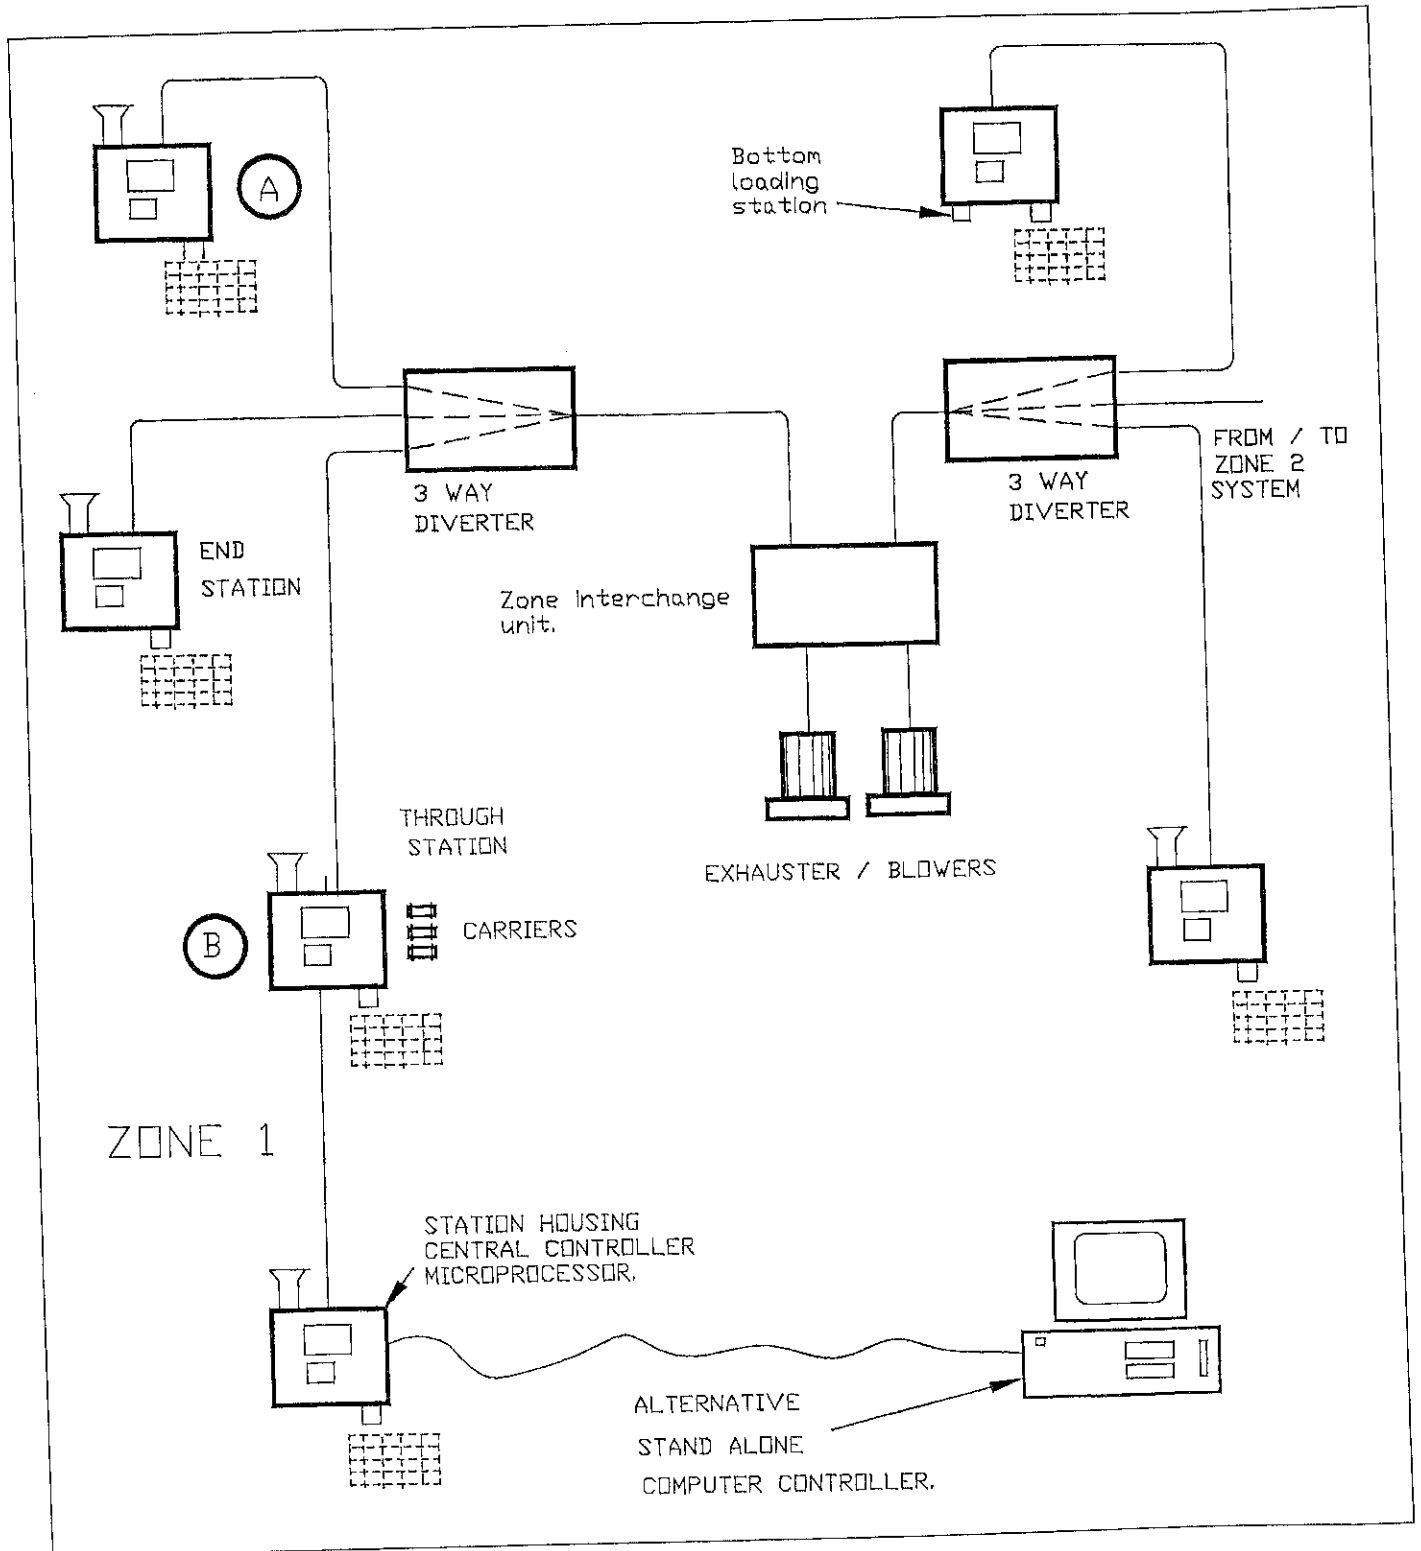 A
Bottom
loading
station
3 WAY
DIVERTER
3 WAY
DIVERTER
FROM / TO
ZONE 2
SYSTEM
END
STATION
Zone Interchange
unit.
THROUGH
STATION
EXHAUSTER / BLOWERS
B
CARRIERS
ZONE 1
STATION HOUSING
CENTRAL CONTROLLER
MICROPROCESSOR.
ALTERNATIVE
STAND ALONE
COMPUTER CONTROLLER.